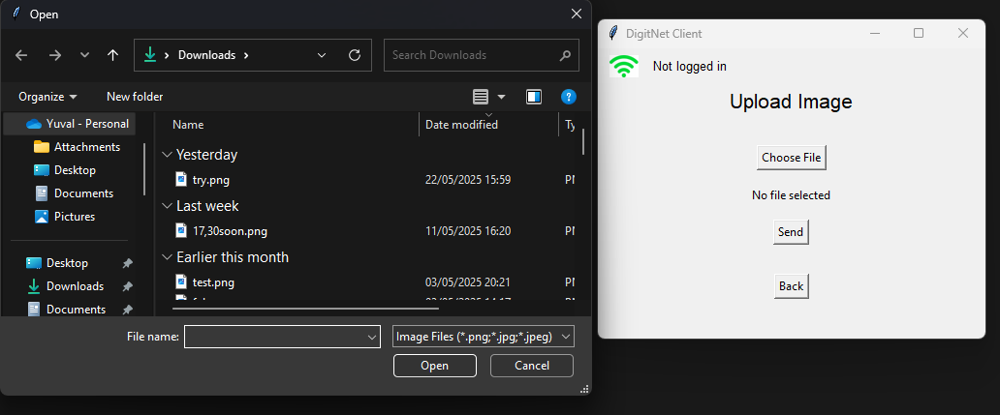 Open
Downloads
Search Downloads
Organize
New folder
Yuval - Personal
Attachments
Desktop
Documents
Pictures
Desktop
Downloads
Documents
Name
Date modified
Yesterday
try.png 22/05/2025 15:59
Last week
17,30soon.png 11/05/2025 16:20
Earlier this month
test.png 03/05/2025 20:21
File name:
Image Files (*.png;*.jpg;*.jpeg)
Open
Cancel
DigitNet Client
Not logged in
Upload Image
Choose File
No file selected
Send
Back